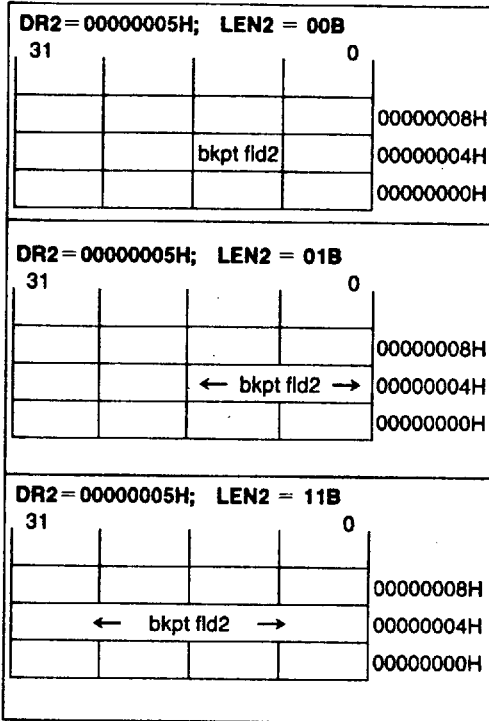 DR2=00000005H; LEN2 = 00B
31 0
00000008H
bkpt fld2 00000004H
00000000H
DR2=00000005H; LEN2 = 01B
31 0
00000008H
← bkpt fld2 → 00000004H
00000000H
DR2=00000005H; LEN2 = 11B
31 0
00000008H
← bkpt fld2 → 00000004H
00000000H